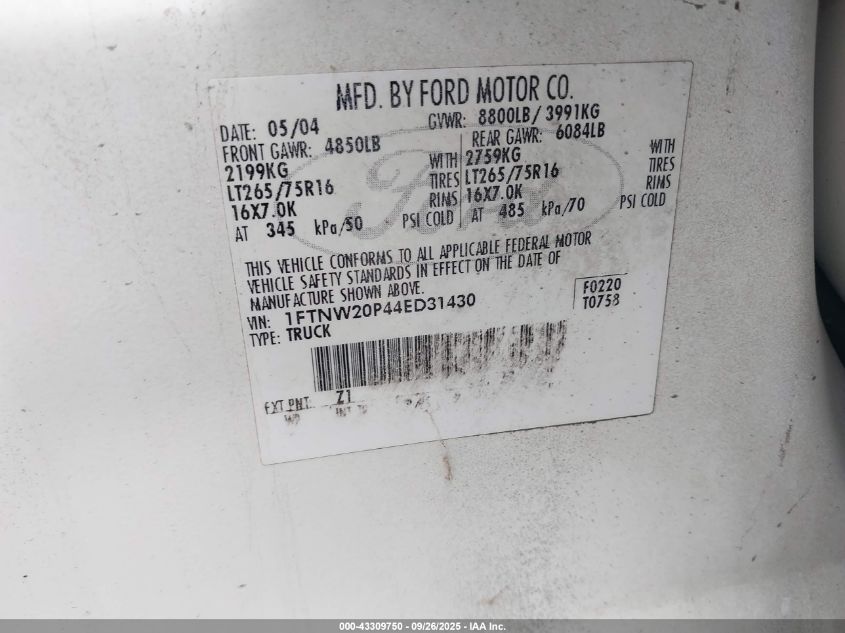 MFD. BY FORD MOTOR CO.
DATE: 05/04 GVWR: 8800LB/ 3991KG
FRONT GAWR: 4850LB REAR GAWR: 6084LB
2199KG WITH 2759KG WITH
LT265/75R16 TIRES LT265/75R16 TIRES
16X7.0K RIMS 16X7.0K RIMS
AT 345 kPa/50 PSI COLD AT 485 kPa/70 PSI COLD
THIS VEHICLE CONFORMS TO ALL APPLICABLE FEDERAL MOTOR
VEHICLE SAFETY STANDARDS IN EFFECT ON THE DATE OF
MANUFACTURE SHOWN ABOVE.
VIN: 1FTNW20P44ED31430 F0220
TYPE: TRUCK T0758
EXT PNT Z1
INT TR
000-43309750 - 09/26/2025 - IAA Inc.